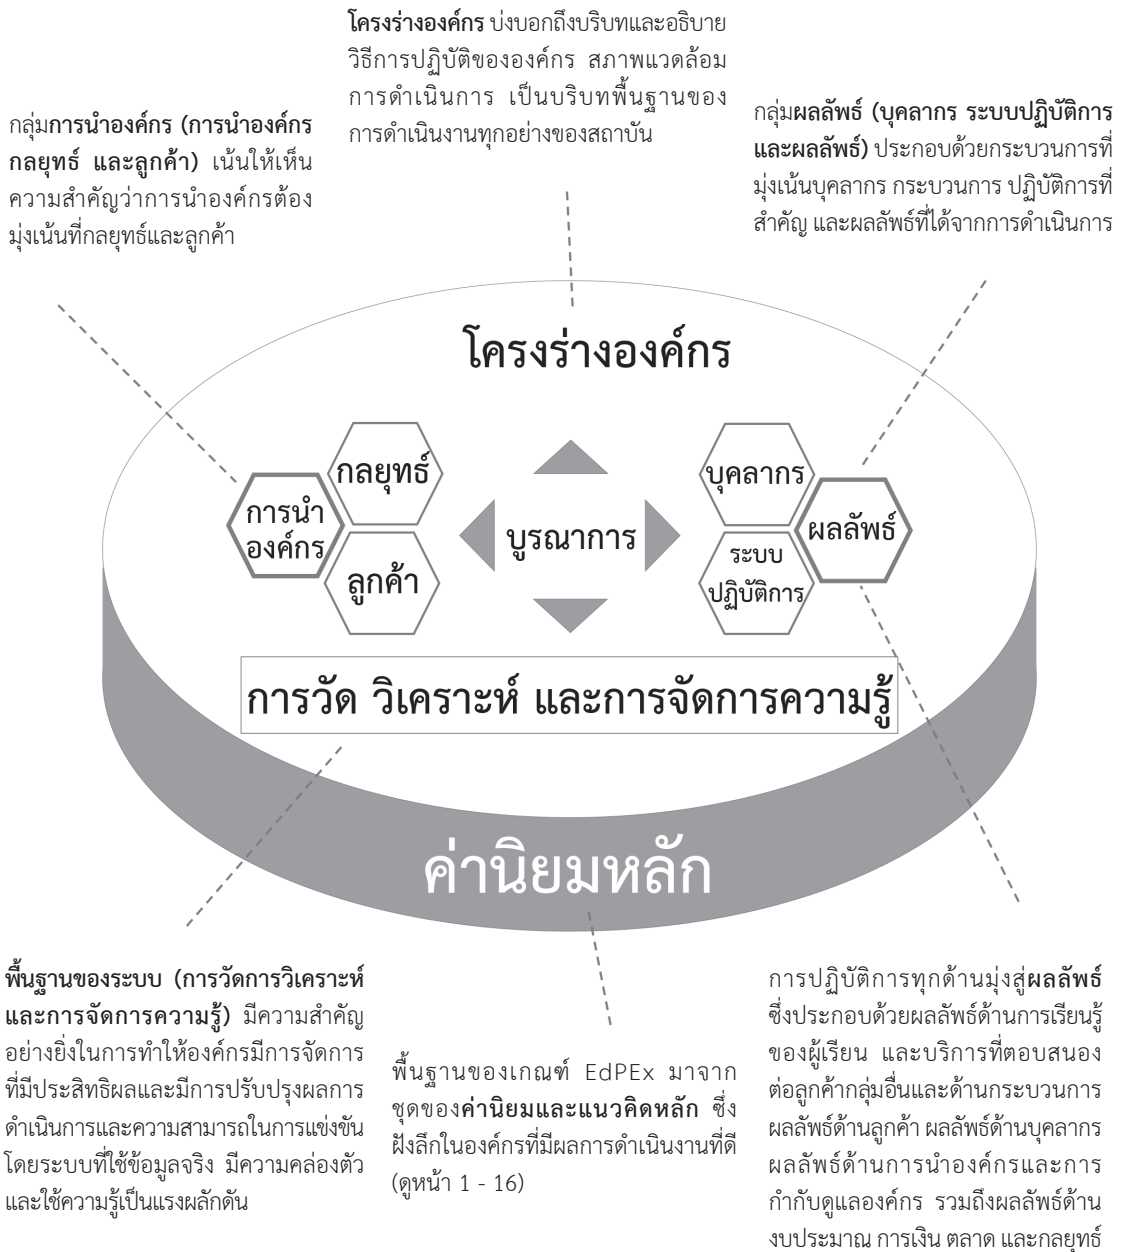 โครงร่างองค์กร บ่งบอกถึงบริบทและอธิบาย
วิธีการปฏิบัติขององค์กร สภาพแวดล้อม
การดำเนินการ เป็นบริบทพื้นฐานของ
การดำเนินงานทุกอย่างของสถาบัน
กลุ่มการนำองค์กร (การนำองค์กร
กลยุทธ์ และลูกค้า) เน้นให้เห็น
ความสำคัญว่าการนำองค์กรต้อง
มุ่งเน้นที่กลยุทธ์และลูกค้า
กลุ่มผลลัพธ์ (บุคลากร ระบบปฏิบัติการ
และผลลัพธ์) ประกอบด้วยกระบวนการที่
มุ่งเน้นบุคลากร กระบวนการ ปฏิบัติการที่
สำคัญ และผลลัพธ์ที่ได้จากการดำเนินการ
โครงร่างองค์กร
กลยุทธ์
การนำ
องค์กร
ลูกค้า
บูรณาการ
บุคลากร
ผลลัพธ์
ระบบ
ปฏิบัติการ
การวัด วิเคราะห์ และการจัดการความรู้
ค่านิยมหลัก
พื้นฐานของระบบ (การวัดการวิเคราะห์
และการจัดการความรู้) มีความสำคัญ
อย่างยิ่งในการทำให้องค์กรมีการจัดการ
ที่มีประสิทธิผลและมีการปรับปรุงผลการ
ดำเนินการและความสามารถในการแข่งขัน
โดยระบบที่ใช้ข้อมูลจริง มีความคล่องตัว
และใช้ความรู้เป็นแรงผลักดัน
พื้นฐานของเกณฑ์ EdPEx มาจาก
ชุดของค่านิยมและแนวคิดหลัก ซึ่ง
ฝังลึกในองค์กรที่มีผลการดำเนินงานที่ดี
(ดูหน้า 1 - 16)
การปฏิบัติการทุกด้านมุ่งสู่ผลลัพธ์
ซึ่งประกอบด้วยผลลัพธ์ด้านการเรียนรู้
ของผู้เรียน และบริการที่ตอบสนอง
ต่อลูกค้ากลุ่มอื่นและด้านกระบวนการ
ผลลัพธ์ด้านลูกค้า ผลลัพธ์ด้านบุคลากร
ผลลัพธ์ด้านการนำองค์กรและการ
กำกับดูแลองค์กร รวมถึงผลลัพธ์ด้าน
งบประมาณ การเงิน ตลาด และกลยุทธ์